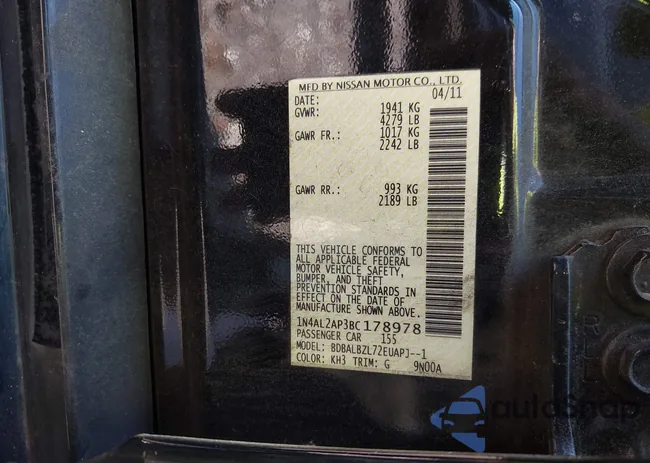 MFD BY NISSAN MOTOR CO., LTD.
DATE: 04/11
GVWR: 1941 KG
4279 LB
GAWR FR.: 1017 KG
2242 LB
GAWR RR.: 993 KG
2189 LB
THIS VEHICLE CONFORMS TO
ALL APPLICABLE FEDERAL
MOTOR VEHICLE SAFETY,
BUMPER, AND THEFT
PREVENTION STANDARDS IN
EFFECT ON THE DATE OF
MANUFACTURE SHOWN ABOVE.
1N4AL2AP3BC178978
PASSENGER CAR 155
MODEL: BDBALBZL72EUAPJ--1
COLOR: KH3 TRIM: G 9N00A
autoSnap